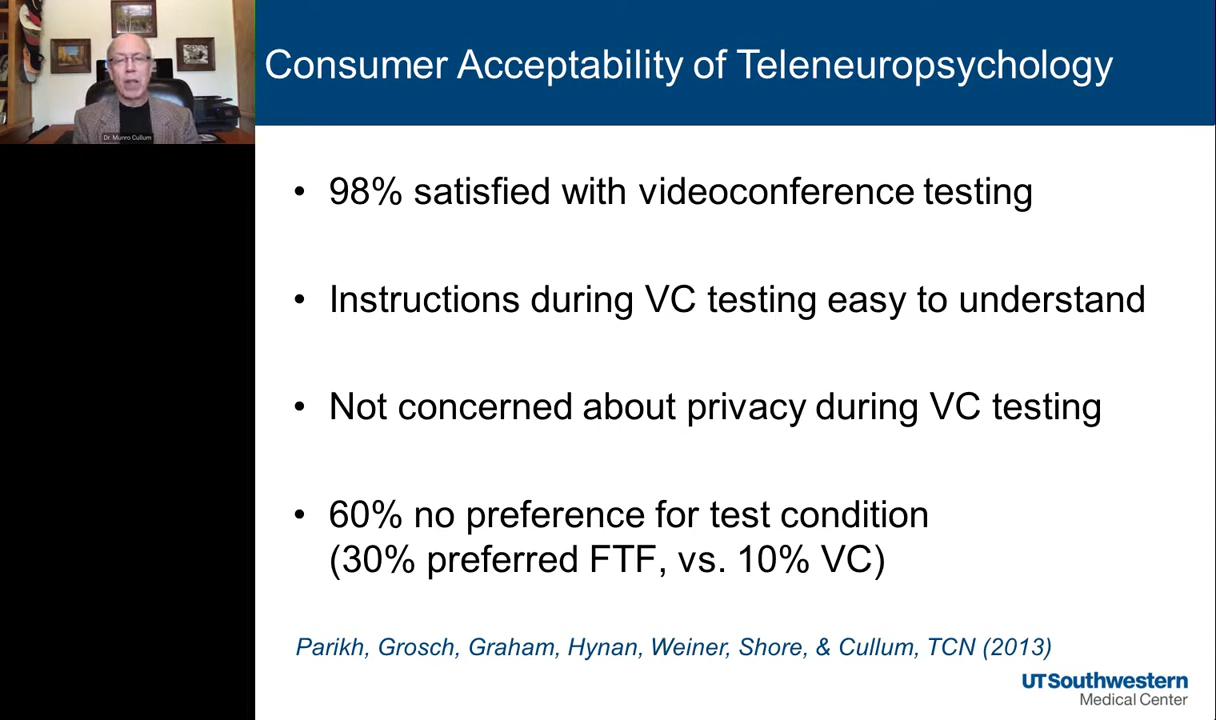 Dr. Munro Cullum
Consumer Acceptability of Teleneuropsychology
• 98% satisfied with videoconference testing
• Instructions during VC testing easy to understand
• Not concerned about privacy during VC testing
• 60% no preference for test condition
(30% preferred FTF, vs. 10% VC)
Parikh, Grosch, Graham, Hynan, Weiner, Shore, & Cullum, TCN (2013)
UTSouthwestern
Medical Center